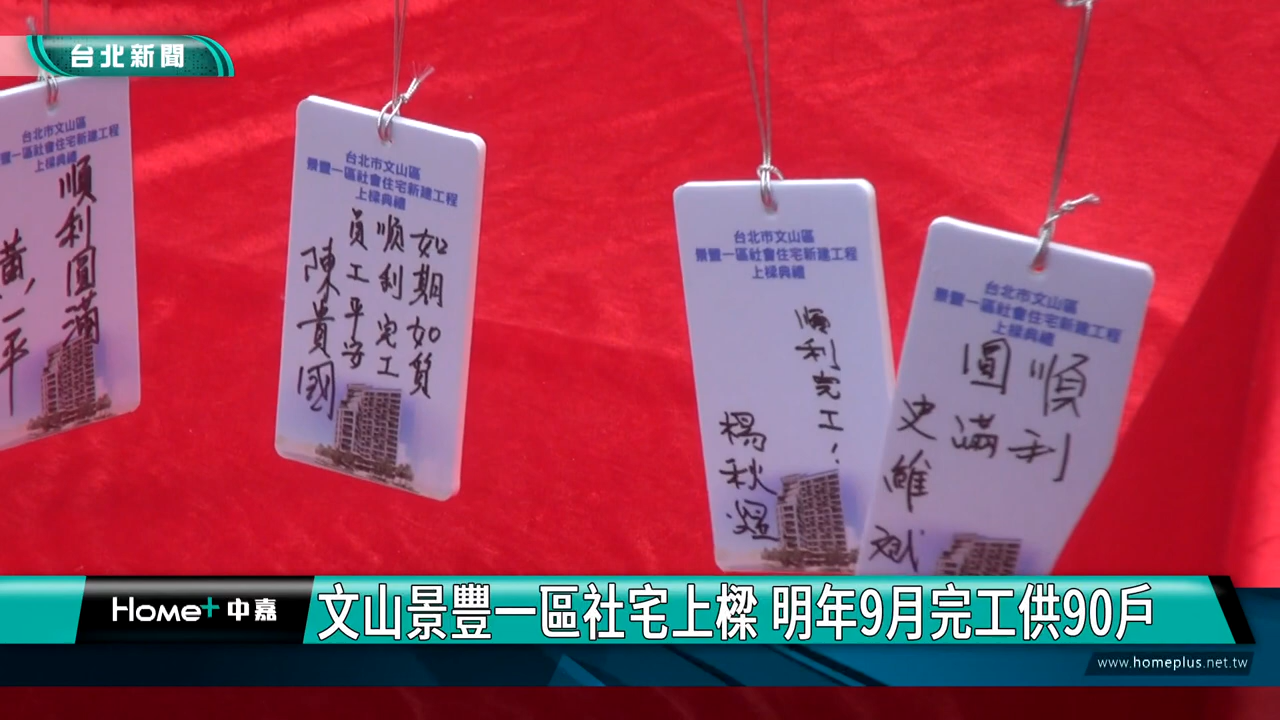 台北新聞
台北市文山區
景豐一區社會住宅新建工程
上樑典禮
順利圓滿
黃一平
台北市文山區
景豐一區社會住宅新建工程
上樑典禮
如期如質
順利完工
員工平安
陳貴國
台北市文山區
景豐一區社會住宅新建工程
上樑典禮
順利完工!
楊秋
台北市文山區
景豐一區社會住宅新建工程
上樑典禮
順利
圓滿
史維斌
Home+ 中嘉
文山景豐一區社宅上樑 明年9月完工供90戶
www.homeplus.net.tw